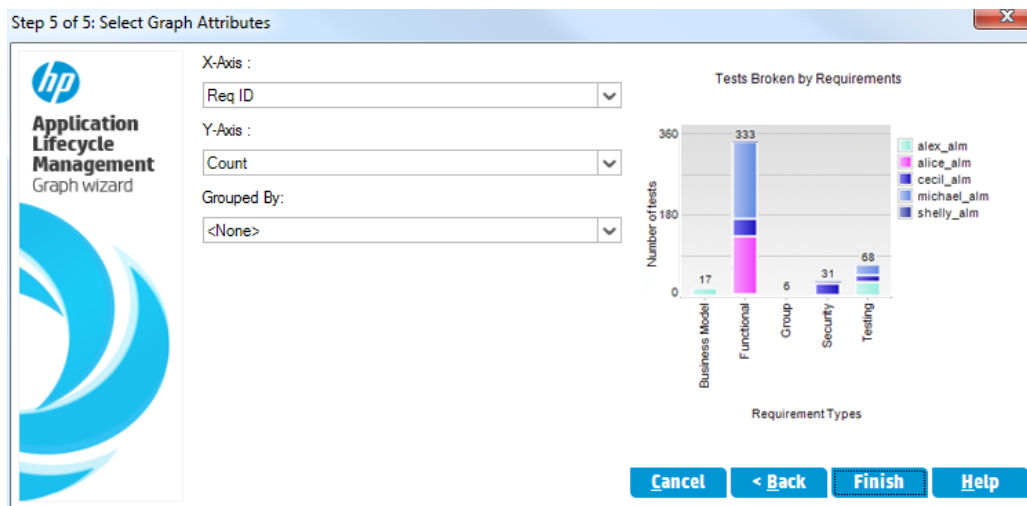 Step 5 of 5: Select Graph Attributes
x
hp
Application
Lifecycle
Management
Graph wizard
X-Axis :
Req ID
Y-Axis :
Count
Grouped By:
<None>
Tests Broken by Requirements
Number of tests
360
180
0
17
333
6
31
68
Business Model
Functional
Group
Security
Testing
Requirement Types
alex_alm
alice_alm
cecil_alm
michael_alm
shelly_alm
Cancel
< Back
Finish
Help